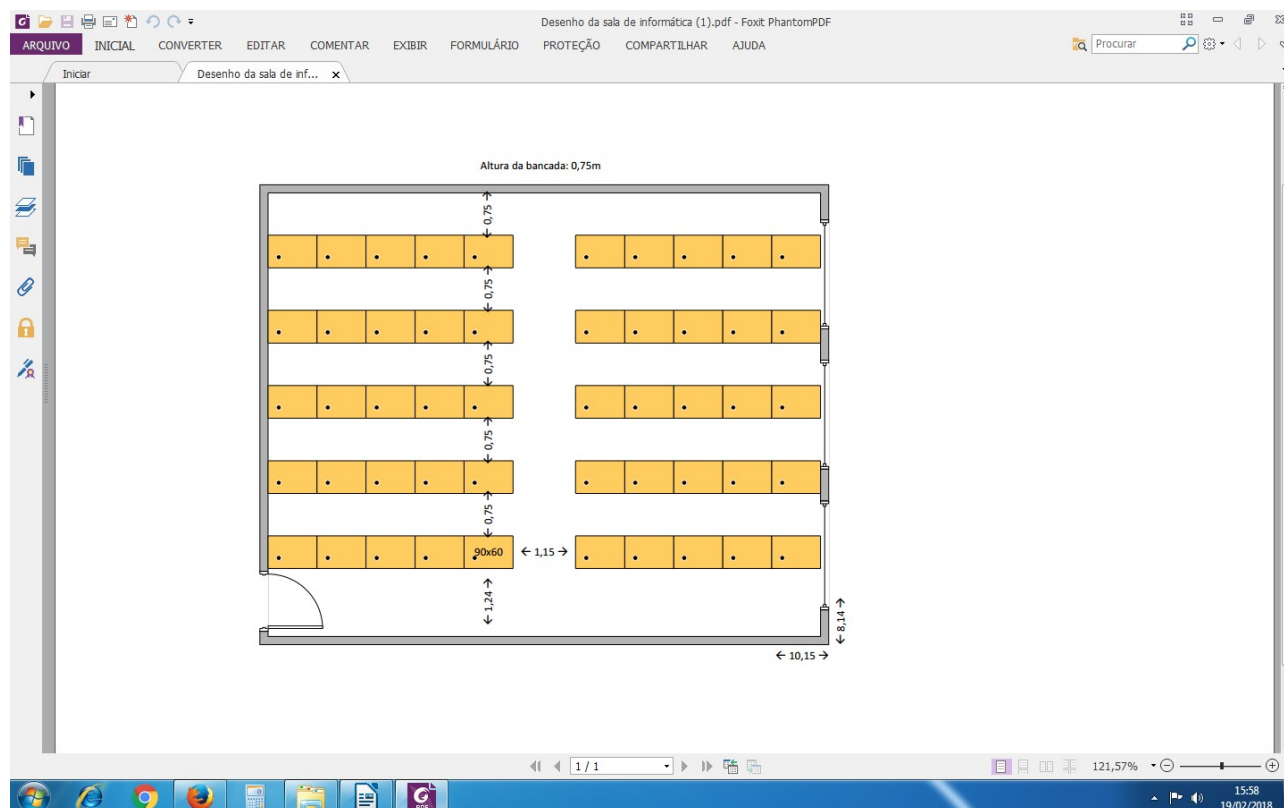 Desenho da sala de informática (1).pdf - Foxit PhantomPDF
ARQUIVO INICIAL CONVERTER EDITAR COMENTAR EXIBIR FORMULÁRIO PROTEÇÃO COMPARTILHAR AJUDA Procurar
Iniciar Desenho da sala de inf... x
Altura da bancada: 0,75m
0,75
0,75
0,75
0,75
0,75
90x60 1,15
1,24
8,14
10,15
1 / 1 121,57%
PDF
15:58
19/02/2018